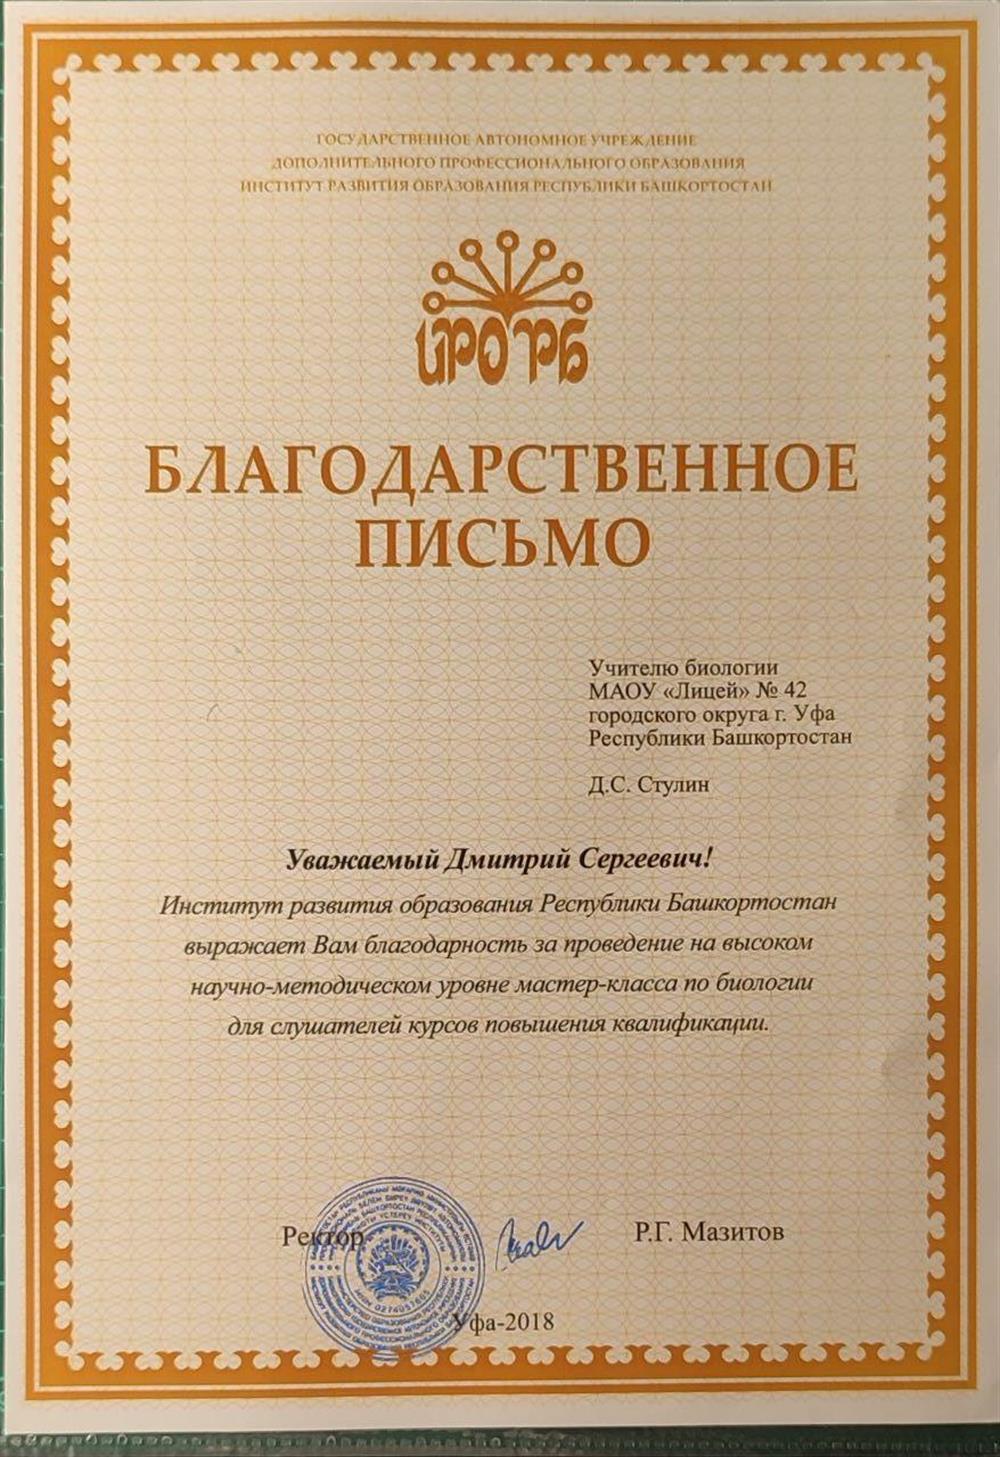 ГОСУДАРСТВЕННОЕ АВТОНОМНОЕ УЧРЕЖДЕНИЕ
ДОПОЛНИТЕЛЬНОГО ПРОФЕССИОНАЛЬНОГО ОБРАЗОВАНИЯ
ИНСТИТУТ РАЗВИТИЯ ОБРАЗОВАНИЯ РЕСПУБЛИКИ БАШКОРТОСТАН
ИРО РБ
БЛАГОДАРСТВЕННОЕ
ПИСЬМО
Учителю биологии
МАОУ «Лицей» № 42
городского округа г. Уфа
Республики Башкортостан
Д.С. Стулин
Уважаемый Дмитрий Сергеевич!
Институт развития образования Республики Башкортостан
выражает Вам благодарность за проведение на высоком
научно-методическом уровне мастер-класса по биологии
для слушателей курсов повышения квалификации.
Ректор
Р.Г. Мазитов
Уфа-2018